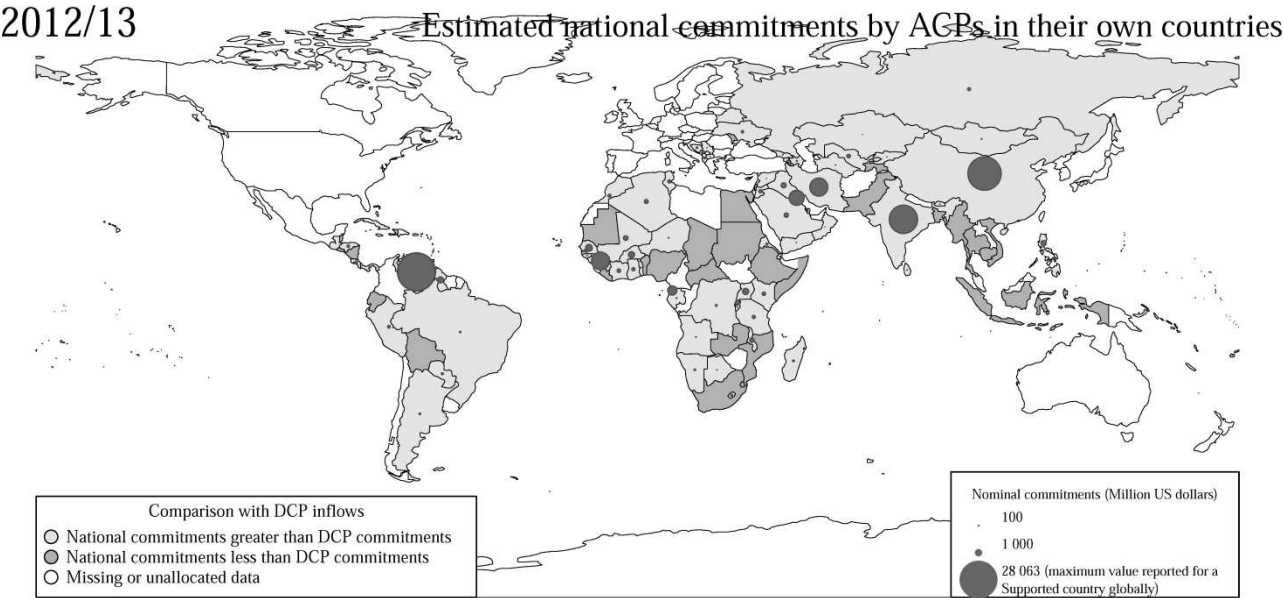 2012/13
Estimated national commitments by ACPs in their own countries
Comparison with DCP inflows
National commitments greater than DCP commitments
National commitments less than DCP commitments
Missing or unallocated data
Nominal commitments (Million US dollars)
100
1 000
28 063 (maximum value reported for a
Supported country globally)